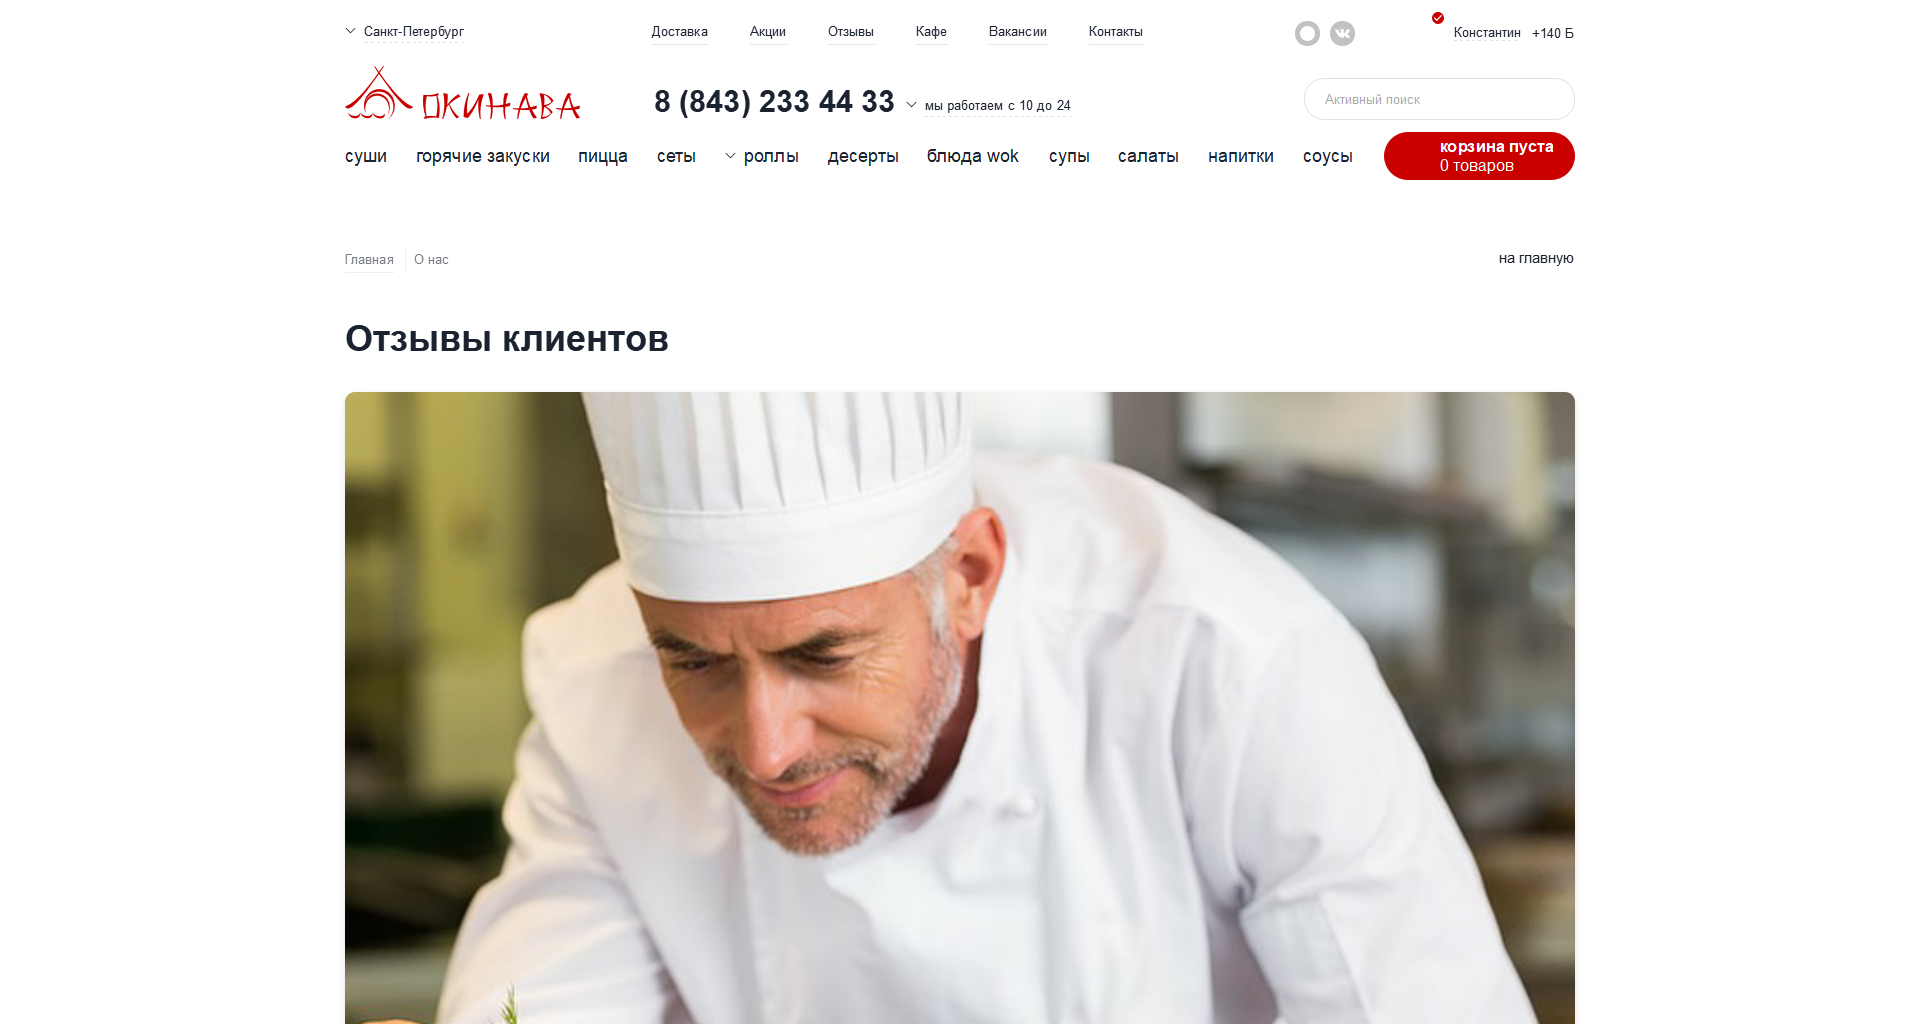 Санкт-Петербург
Доставка
Акции
Отзывы
Кафе
Вакансии
Контакты
Константин
+140 Б
ОКИНАВА
8 (843) 233 44 33
мы работаем с 10 до 24
Активный поиск
суши
горячие закуски
пицца
сеты
роллы
десерты
блюда wok
супы
салаты
напитки
соусы
корзина пуста
0 товаров
Главная
О нас
на главную
Отзывы клиентов